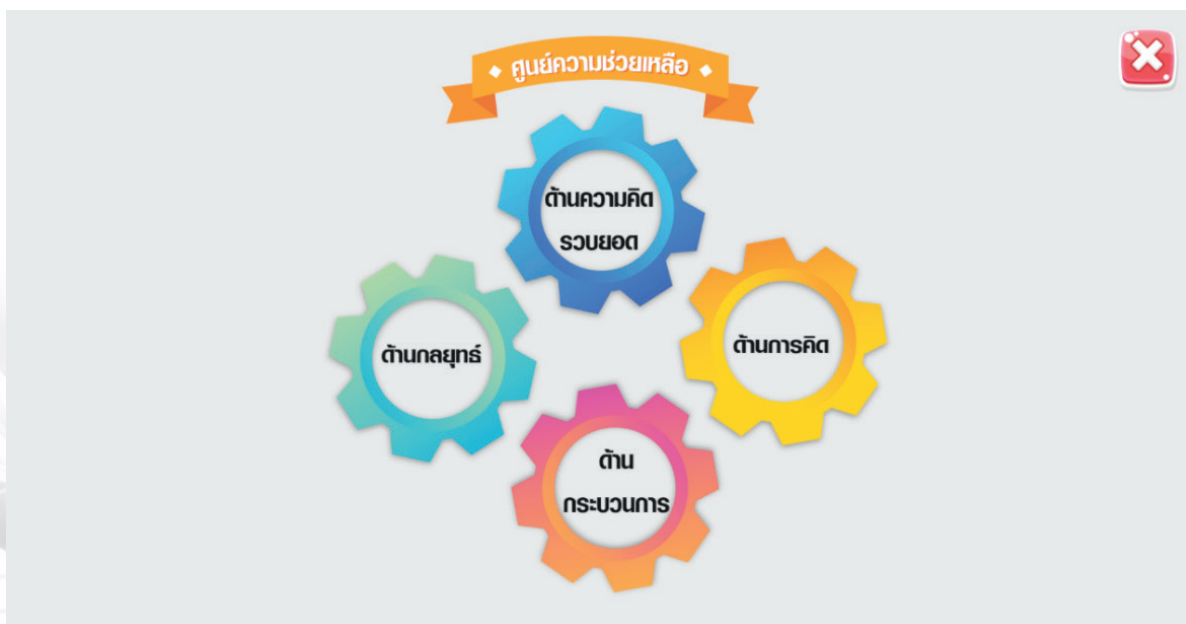 ศูนย์ความช่วยเหลือ
ด้านความคิด
รวบยอด
ด้านกลยุทธ์
ด้านการคิด
ด้าน
กระบวนการ